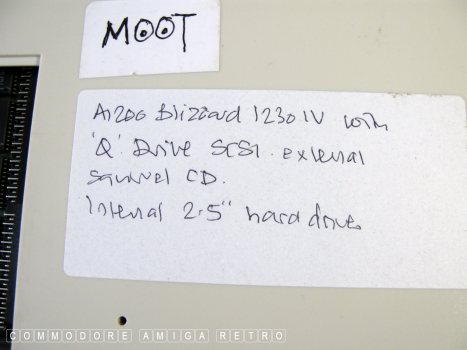 MOOT
A1200 Blizzard 1230 IV with
'Q' Drive SCSI. external
Squirrel CD.
Internal 2.5" hard drive.
COMMODORE AMIGA RETRO